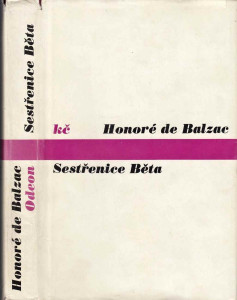 Honoré de Balzac
Odeon
Sestřenice Běta
kč
Honoré de Balzac
Sestřenice Běta